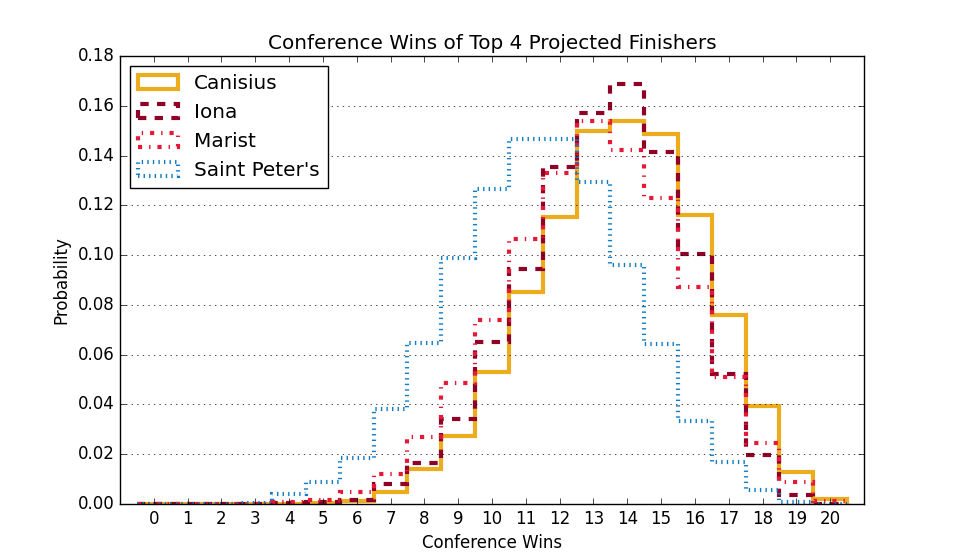 Conference Wins of Top 4 Projected Finishers
0.18
0.16
0.14
0.12
0.10
0.08
0.06
0.04
0.02
0.00
Probability
Canisius
Iona
Marist
Saint Peter's
0 1 2 3 4 5 6 7 8 9 10 11 12 13 14 15 16 17 18 19 20
Conference Wins